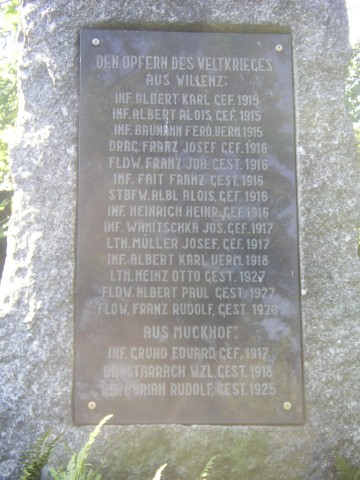 DEN OPFERN DES WELTKRIEGES.
AUS WILLENZ:
INF. ALBERT KARL GEF. 1915
INF. ALBERT ALOIS, GEF. 1915
INF. BAUMANN FERD. VERM. 1915
DRAG. FRANZ JOSEF GEF. 1916
FLDW. FRANZ JOH. GEST. 1916
INF. FAIT FRANZ GEST. 1916
STBFW. ALBL ALOIS, GEF. 1916
INF. HEINRICH HEINR. GEF. 1916
INF. WANITSCHKA JOS. GEF. 1917
LTN. MÜLLER JOSEF, GEF. 1917
INF. ALBERT KARL VERM. 1918
LTN. HEINZ OTTO GEST. 1927
FLDW. ALBERT PAUL GEST. 1927
FLDW. FRANZ RUDOLF, GEST.
AUS MUCKHOF:
INF. GRUND EDUARD, GEF. 1917
INF. STARRACH WZL. GEST. 1918
INF. RUDOLF, GEST. 1925